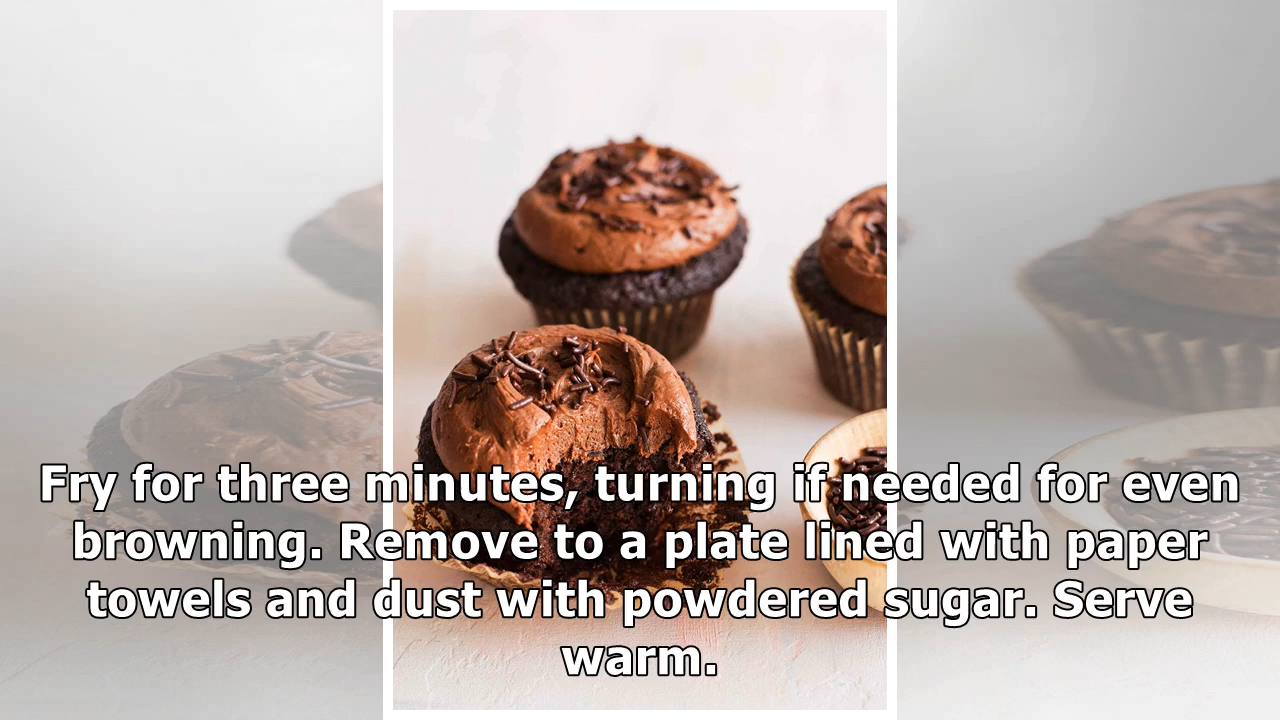 Fry for three minutes, turning if needed for even
browning. Remove to a plate lined with paper
towels and dust with powdered sugar. Serve
warm.